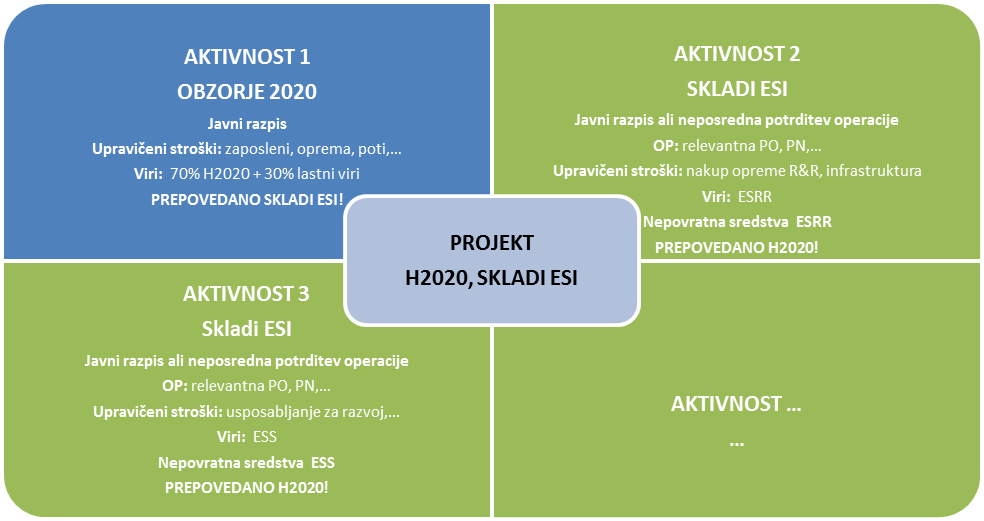 AKTIVNOST 1
OBZORJE 2020
Javni razpis
Upravičeni stroški: zaposleni, oprema, poti,...
Viri: 70% H2020 + 30% lastni viri
PREPOVEDANO SKLADI ESI!
AKTIVNOST 2
SKLADI ESI
Javni razpis ali neposredna potrditev operacije
OP: relevantna PO, PN,...
Upravičeni stroški: nakup opreme R&R, infrastruktura
Viri: ESRR
Nepovratna sredstva ESRR
PREPOVEDANO H2020!
PROJEKT
H2020, SKLADI ESI
AKTIVNOST 3
Skladi ESI
Javni razpis ali neposredna potrditev operacije
OP: relevantna PO, PN,...
Upravičeni stroški: usposabljanje za razvoj,...
Viri: ESS
Nepovratna sredstva ESS
PREPOVEDANO H2020!
AKTIVNOST ...
...